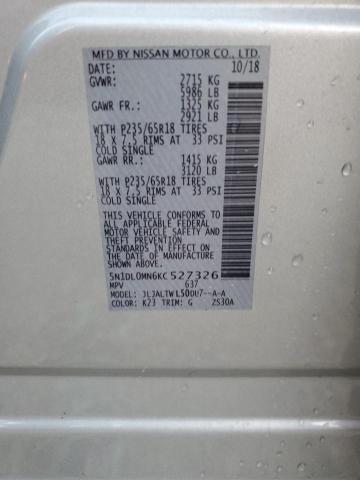 MFD BY NISSAN MOTOR CO., LTD.
DATE: 10/18
GVWR: 2715 KG
5986 LB
GAWR FR.: 1325 KG
2921 LB
WITH P235/65R18 TIRES
18 X 7.5 RIMS AT 33 PSI
COLD SINGLE
GAWR RR.: 1415 KG
3120 LB
WITH P235/65R18 TIRES
18 X 7.5 RIMS AT 33 PSI
COLD SINGLE
THIS VEHICLE CONFORMS TO
ALL APPLICABLE FEDERAL
MOTOR VEHICLE SAFETY
AND THEFT PREVENTION
STANDARDS IN EFFECT ON
THE DATE OF MANUFACTURE
SHOWN ABOVE.
5N1DL0MN6KC527326
MPV 637
MODEL: JLJALTWL50DU7--A-A
COLOR: K23 TRIM: G ZS30A